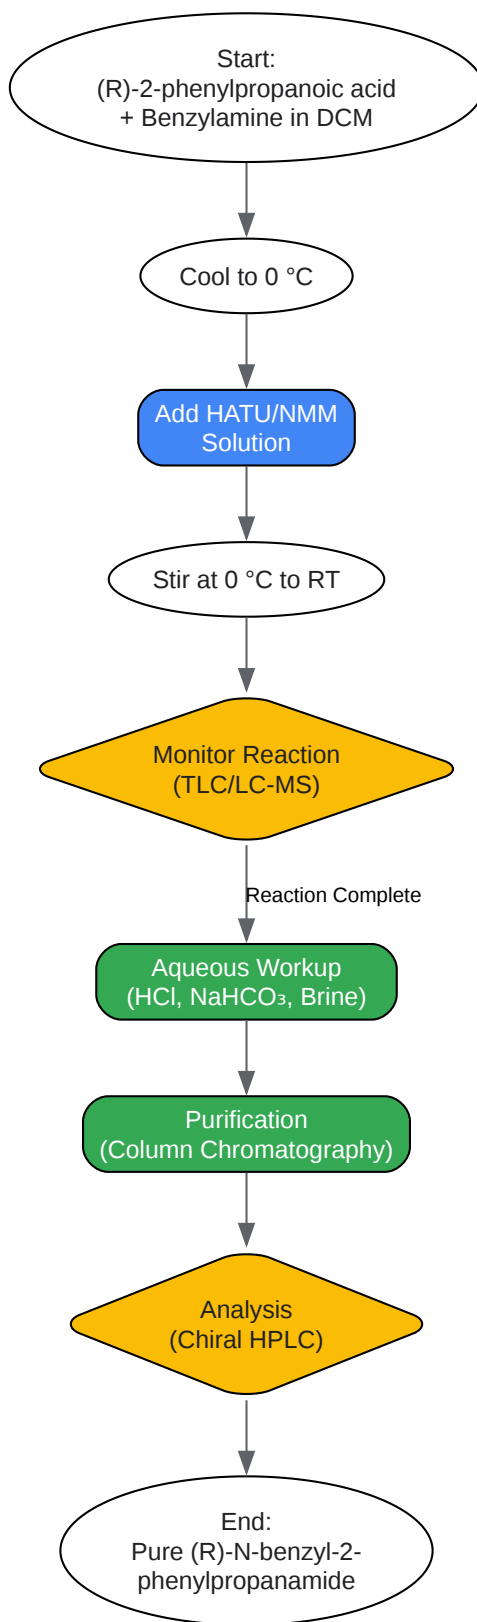 Start:
(R)-2-phenylpropanoic acid
+ Benzylamine in DCM
Cool to 0 °C
Add HATU/NMM
Solution
Stir at 0 °C to RT
Monitor Reaction
(TLC/LC-MS)
Reaction Complete
Aqueous Workup
(HCl, NaHCO₃, Brine)
Purification
(Column Chromatography)
Analysis
(Chiral HPLC)
End:
Pure (R)-N-benzyl-2-
phenylpropanamide